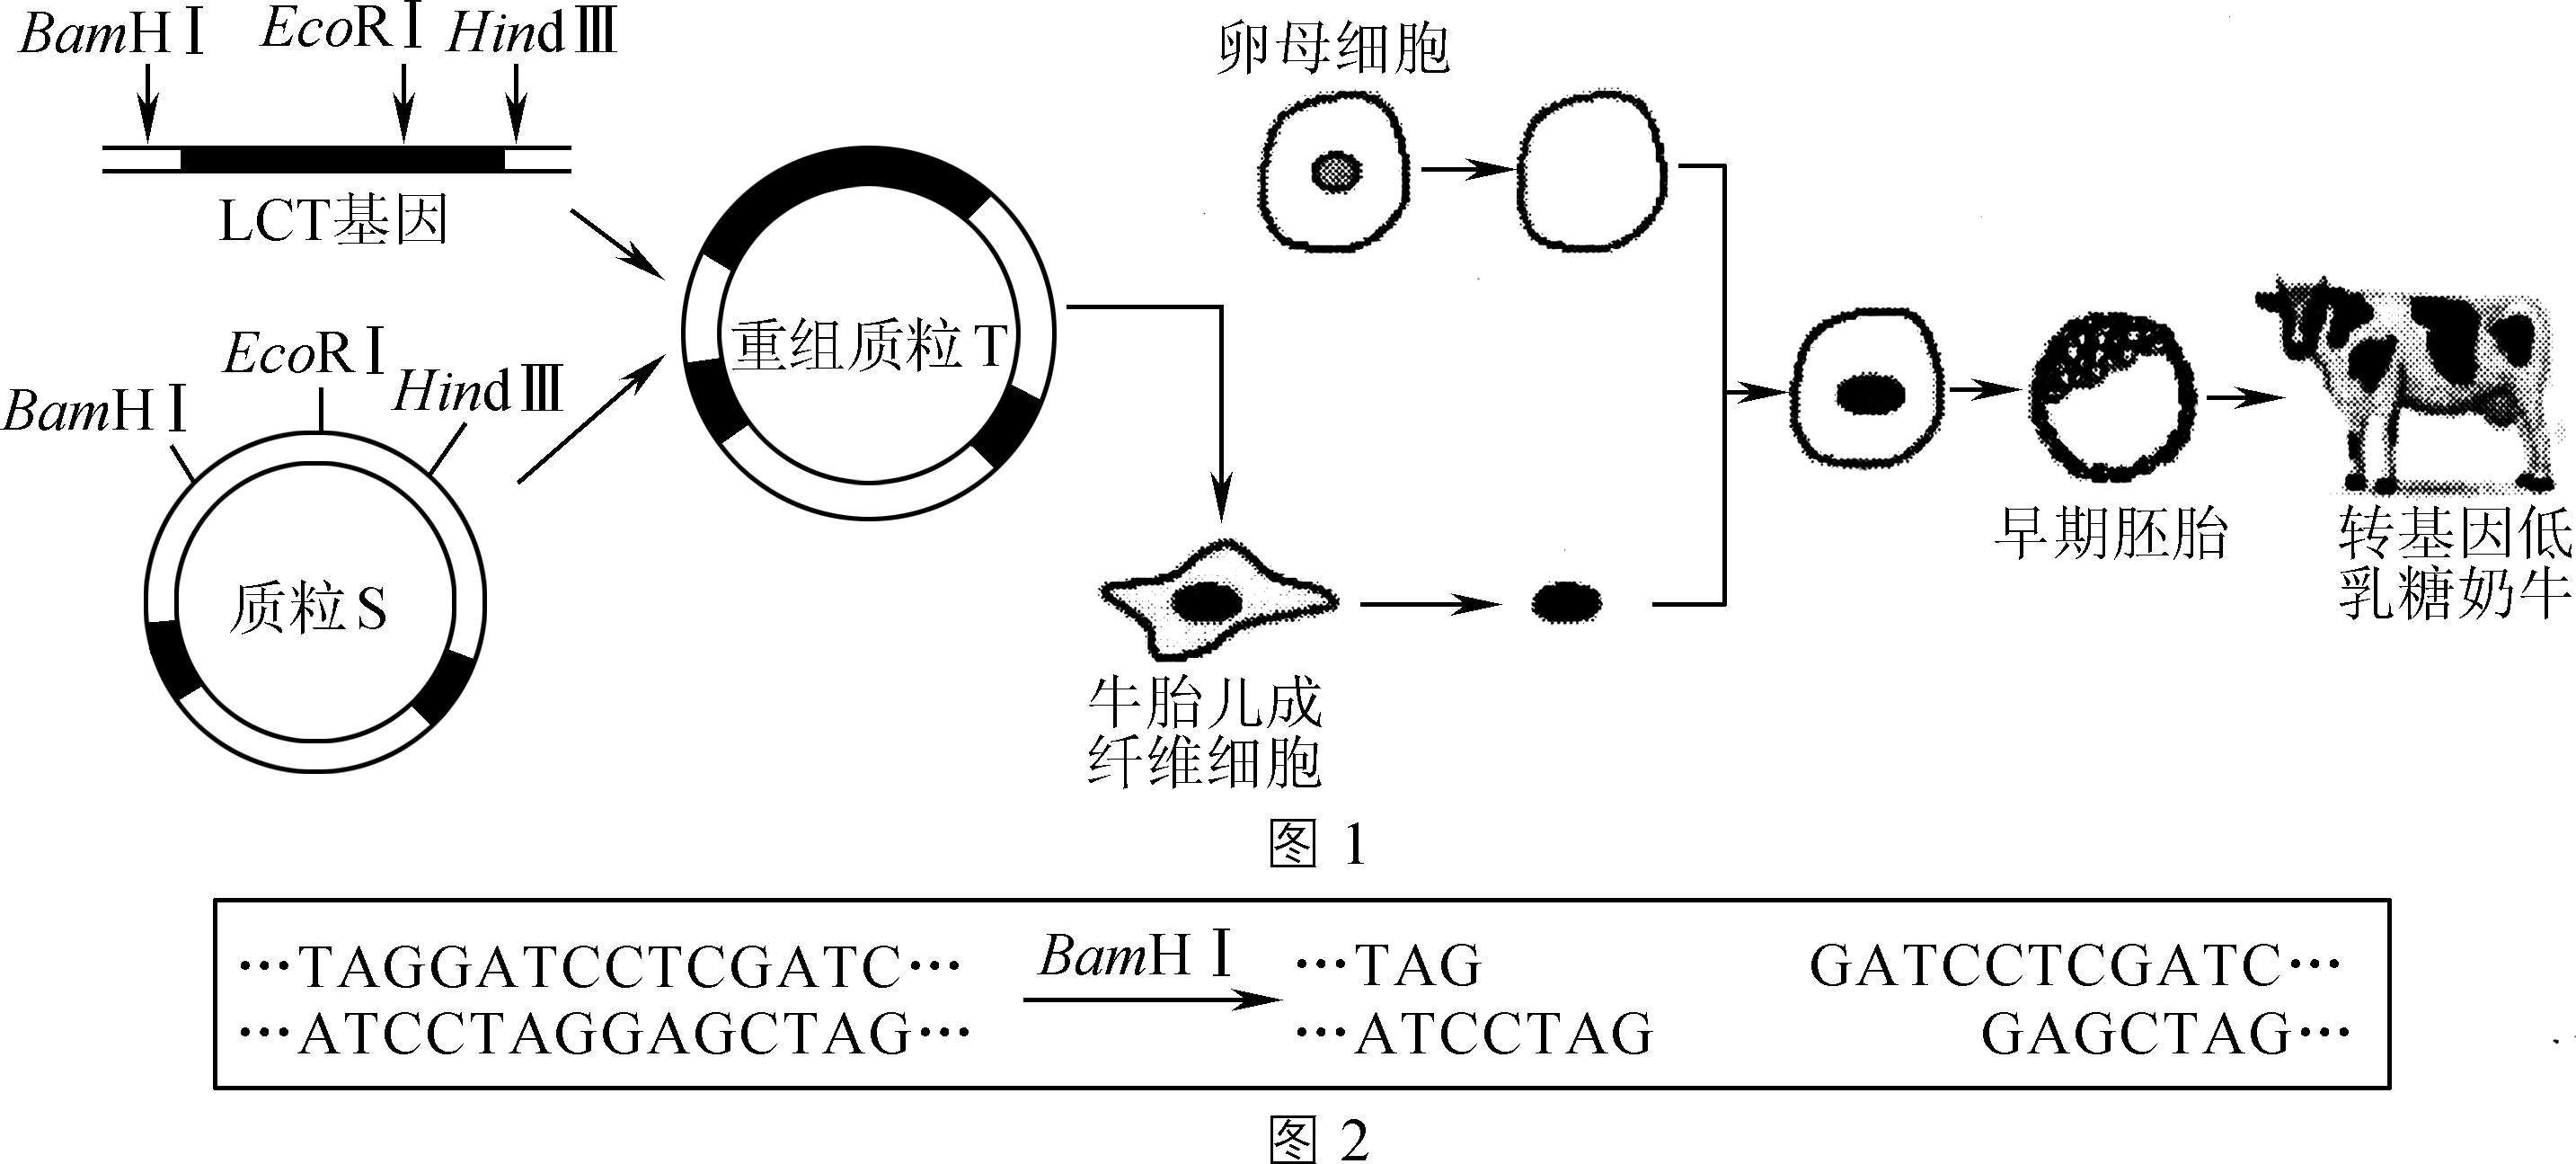 BamHⅠ
EcoRⅠ
HindⅢ
LCT基因
BamHⅠ
EcoRⅠ
HindⅢ
质粒S
重组质粒T
卵母细胞
牛胎儿成
纤维细胞
早期胚胎
转基因低
乳糖奶牛
图 1
…TAGGATCCTCGATC…
…ATCCTAGGAGCTAG…
BamHⅠ
…TAG GATCCTCGATC…
…ATCCTAG GAGCTAG…
图 2